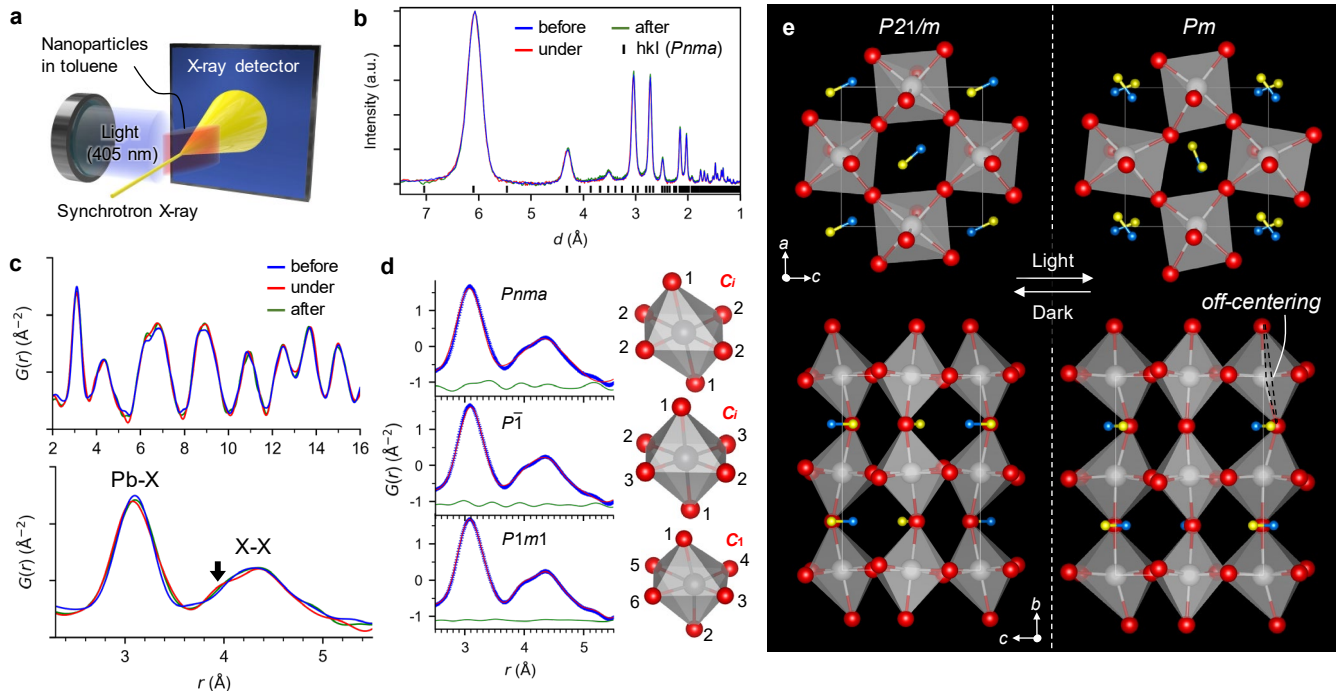 a
Nanoparticles
in toluene
X-ray detector
Light
(405 nm)
Synchrotron X-ray
b
before
after
under
hkl (Pnma)
Intensity (a.u.)
7 6 5 4 3 2 1
d (Å)
c
before
under
after
G(r) (Å⁻²)
2 4 6 8 10 12 14 16
Pb-X
X-X
G(r) (Å⁻²)
3 4 5
r (Å)
d
Pnma
Ci
1
0
-1
1
2
2
2
2
1
P1̅
Ci
1
0
-1
1
2
3
3
2
1
G(r) (Å⁻²)
P1m1
C1
1
0
-1
1
5
4
6
3
2
3 4 5
r (Å)
e
P21/m
Pm
a
c
Light
Dark
off-centering
b
c